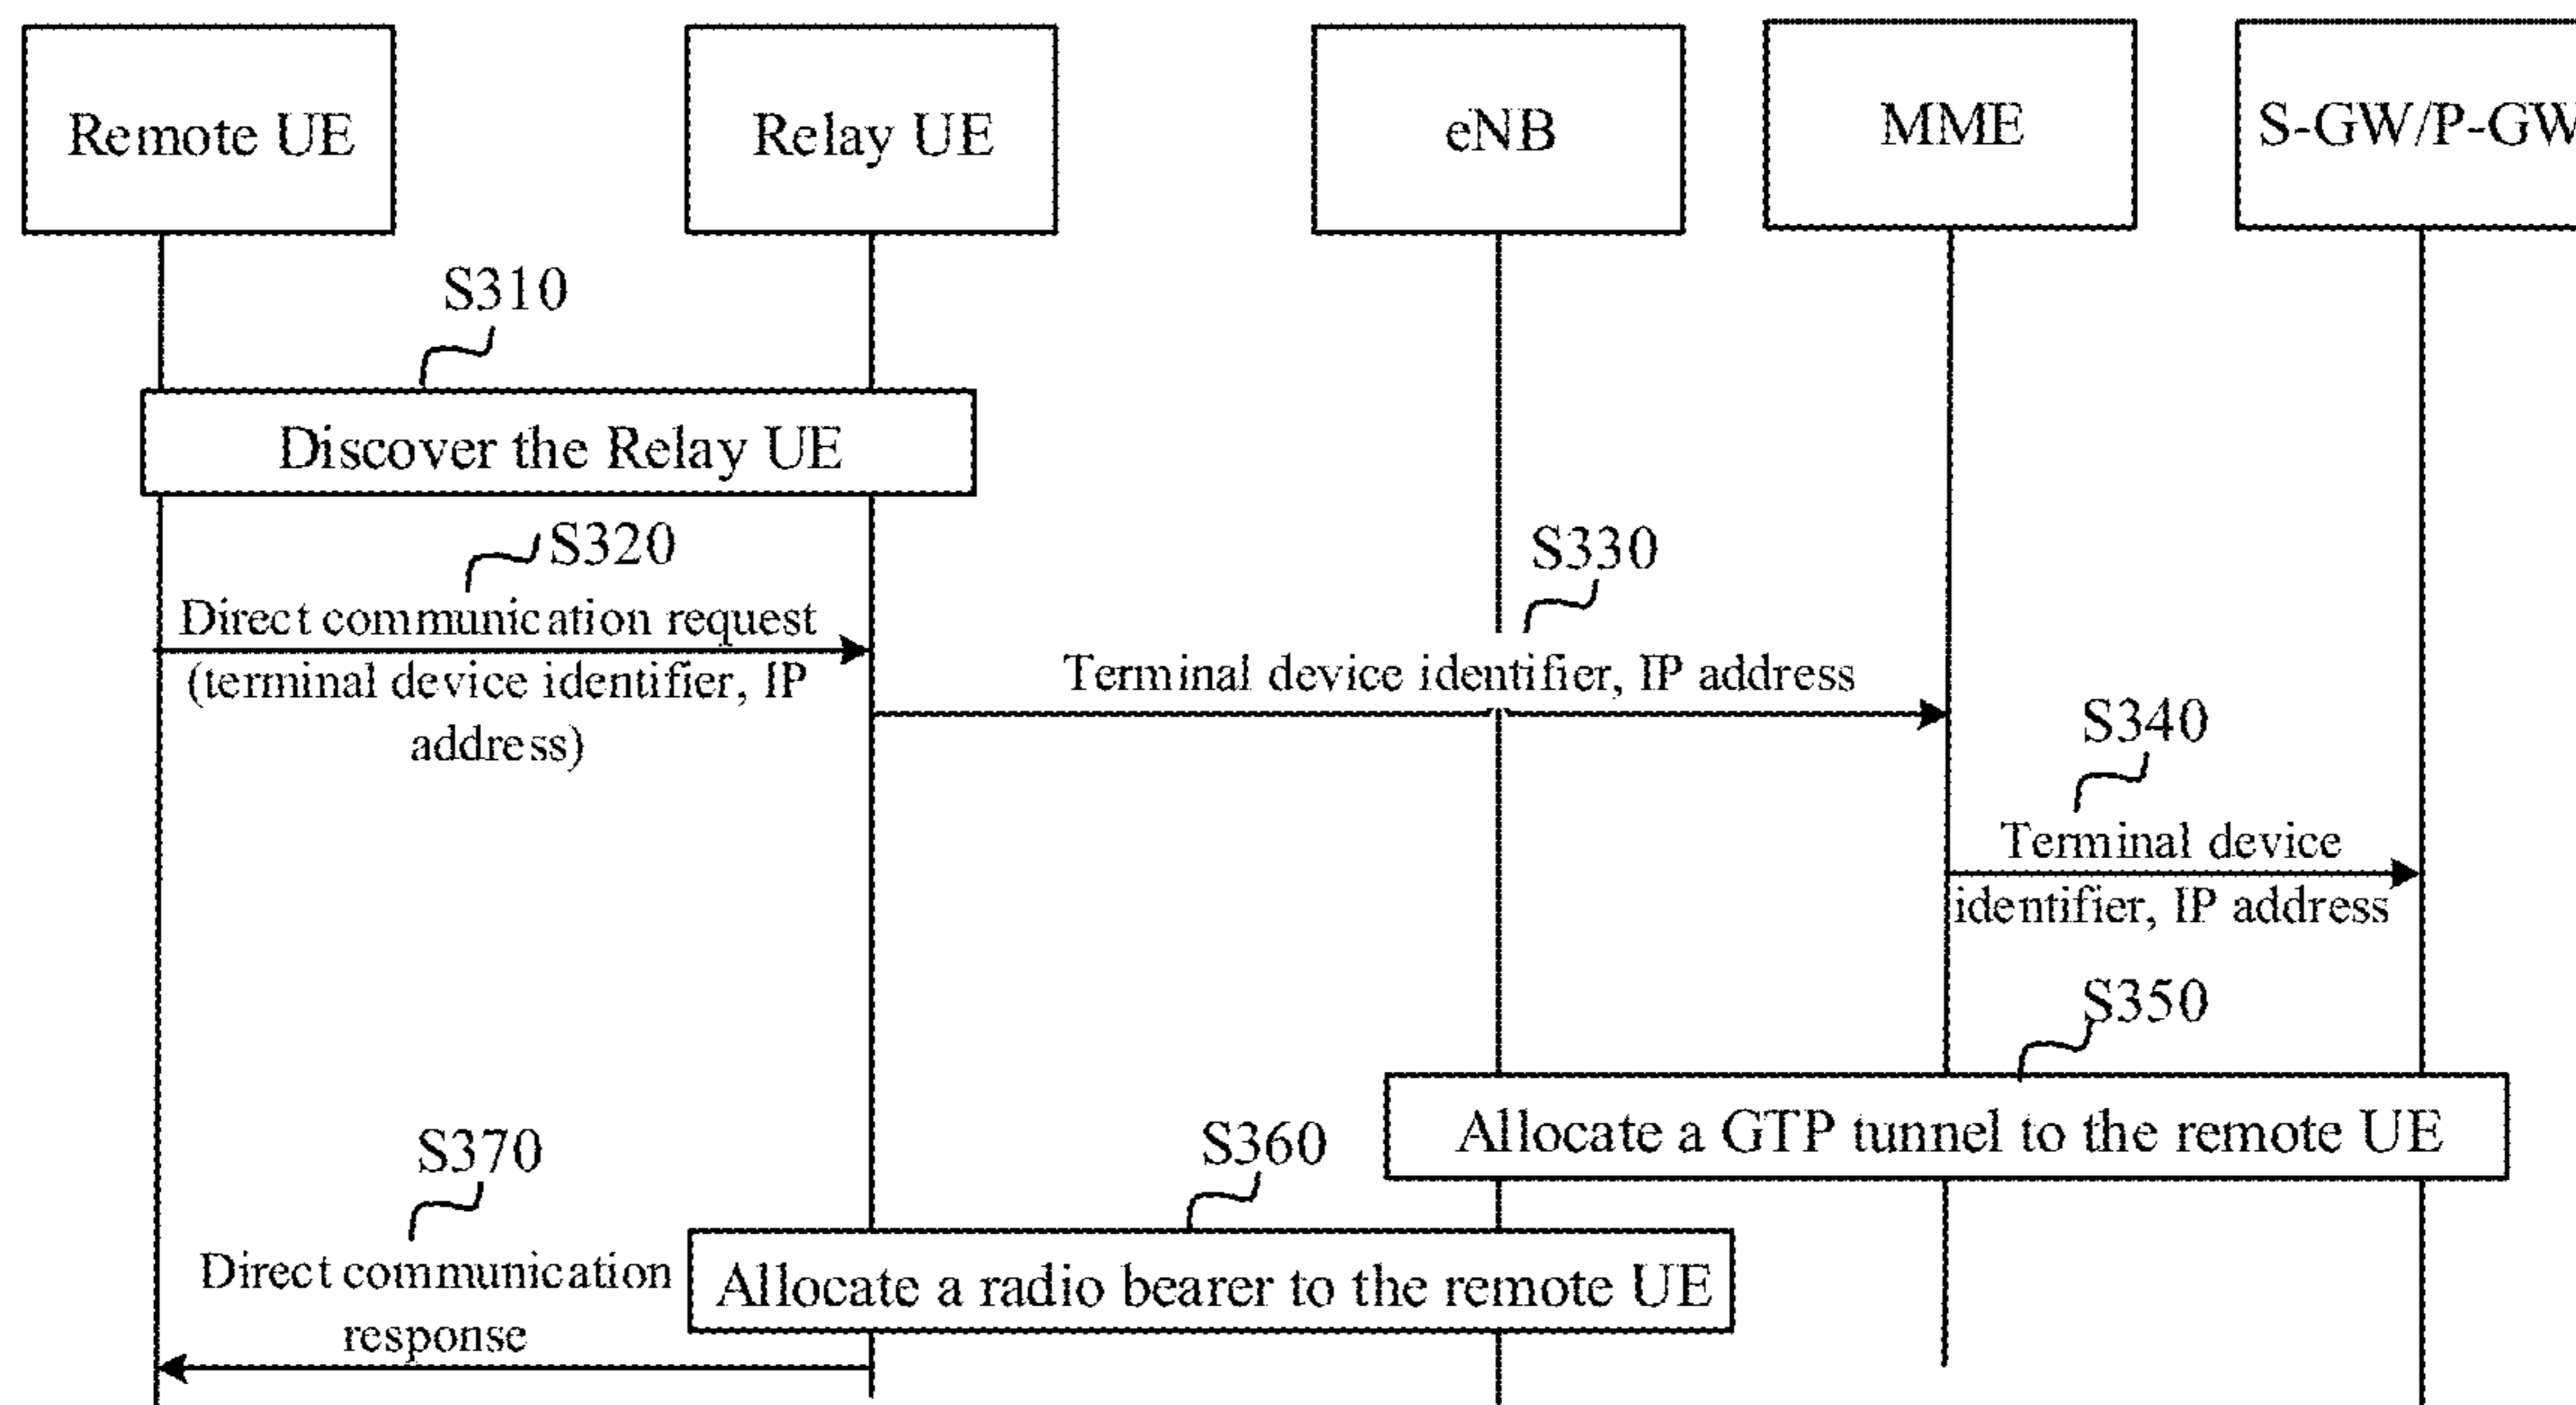 Remote UE
Relay UE
eNB
MME
S-GW/P-GW
S310
Discover the Relay UE
S320
Direct communication request
(terminal device identifier, IP
address)
S330
Terminal device identifier, IP address
S340
Terminal device
identifier, IP address
S350
Allocate a GTP tunnel to the remote UE
S360
Allocate a radio bearer to the remote UE
S370
Direct communication
response